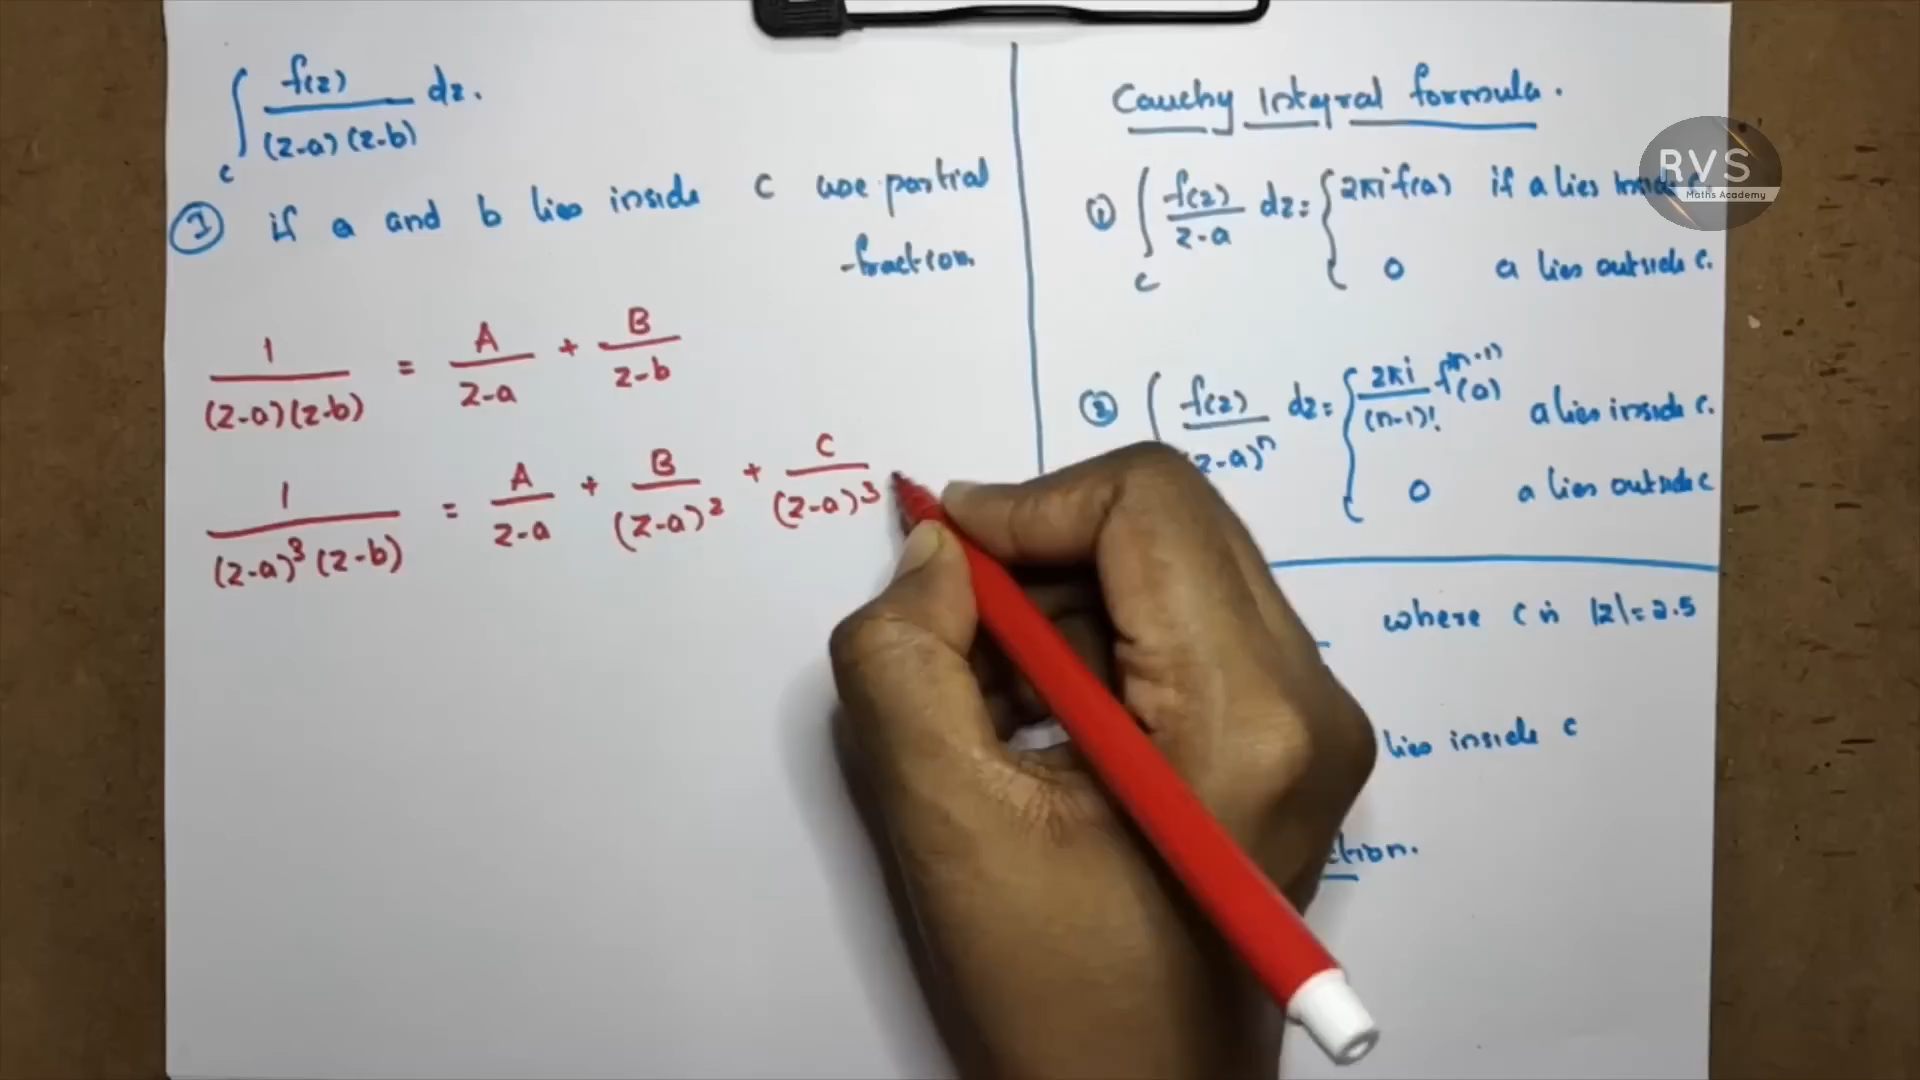 ∫_c f(z)/((z-a)(z-b)) dz.
① if a and b lies inside c use partial
fraction.
1/((z-a)(z-b)) = A/(z-a) + B/(z-b)
1/((z-a)³(z-b)) = A/(z-a) + B/(z-a)² + C/(z-a)³
Cauchy Integral formula.
① ∫_c f(z)/(z-a) dz = { 2πi f(a) if a lies inside c.
0 a lies outside c.
② ∫ f(z)/(z-a)ⁿ dz = { 2πi/(n-1)! f^(n-1)(a) a lies inside c.
0 a lies outside c
where c is |z|=2.5
lies inside c
RVS
Maths Academy